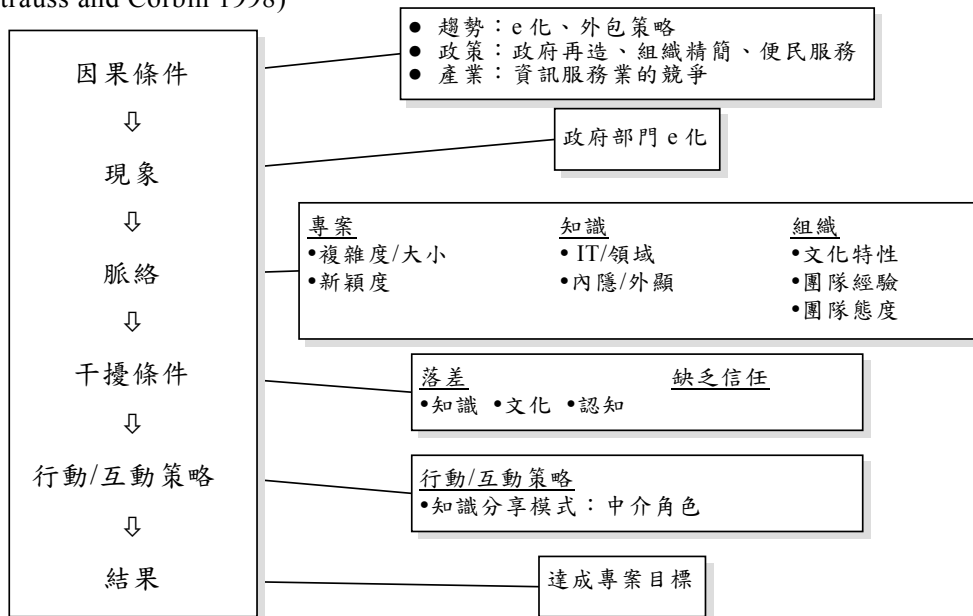 trauss and Corbin 1998)
因果條件
⇩
現象
⇩
脈絡
⇩
干擾條件
⇩
行動/互動策略
⇩
結果
● 趨勢：e 化、外包策略
● 政策：政府再造、組織精簡、便民服務
● 產業：資訊服務業的競爭
政府部門 e 化
專案 知識 組織
•複雜度/大小 • IT/領域 •文化特性
•新穎度 •內隱/外顯 •團隊經驗
•團隊態度
落差 缺乏信任
•知識 •文化 •認知
行動/互動策略
•知識分享模式：中介角色
達成專案目標